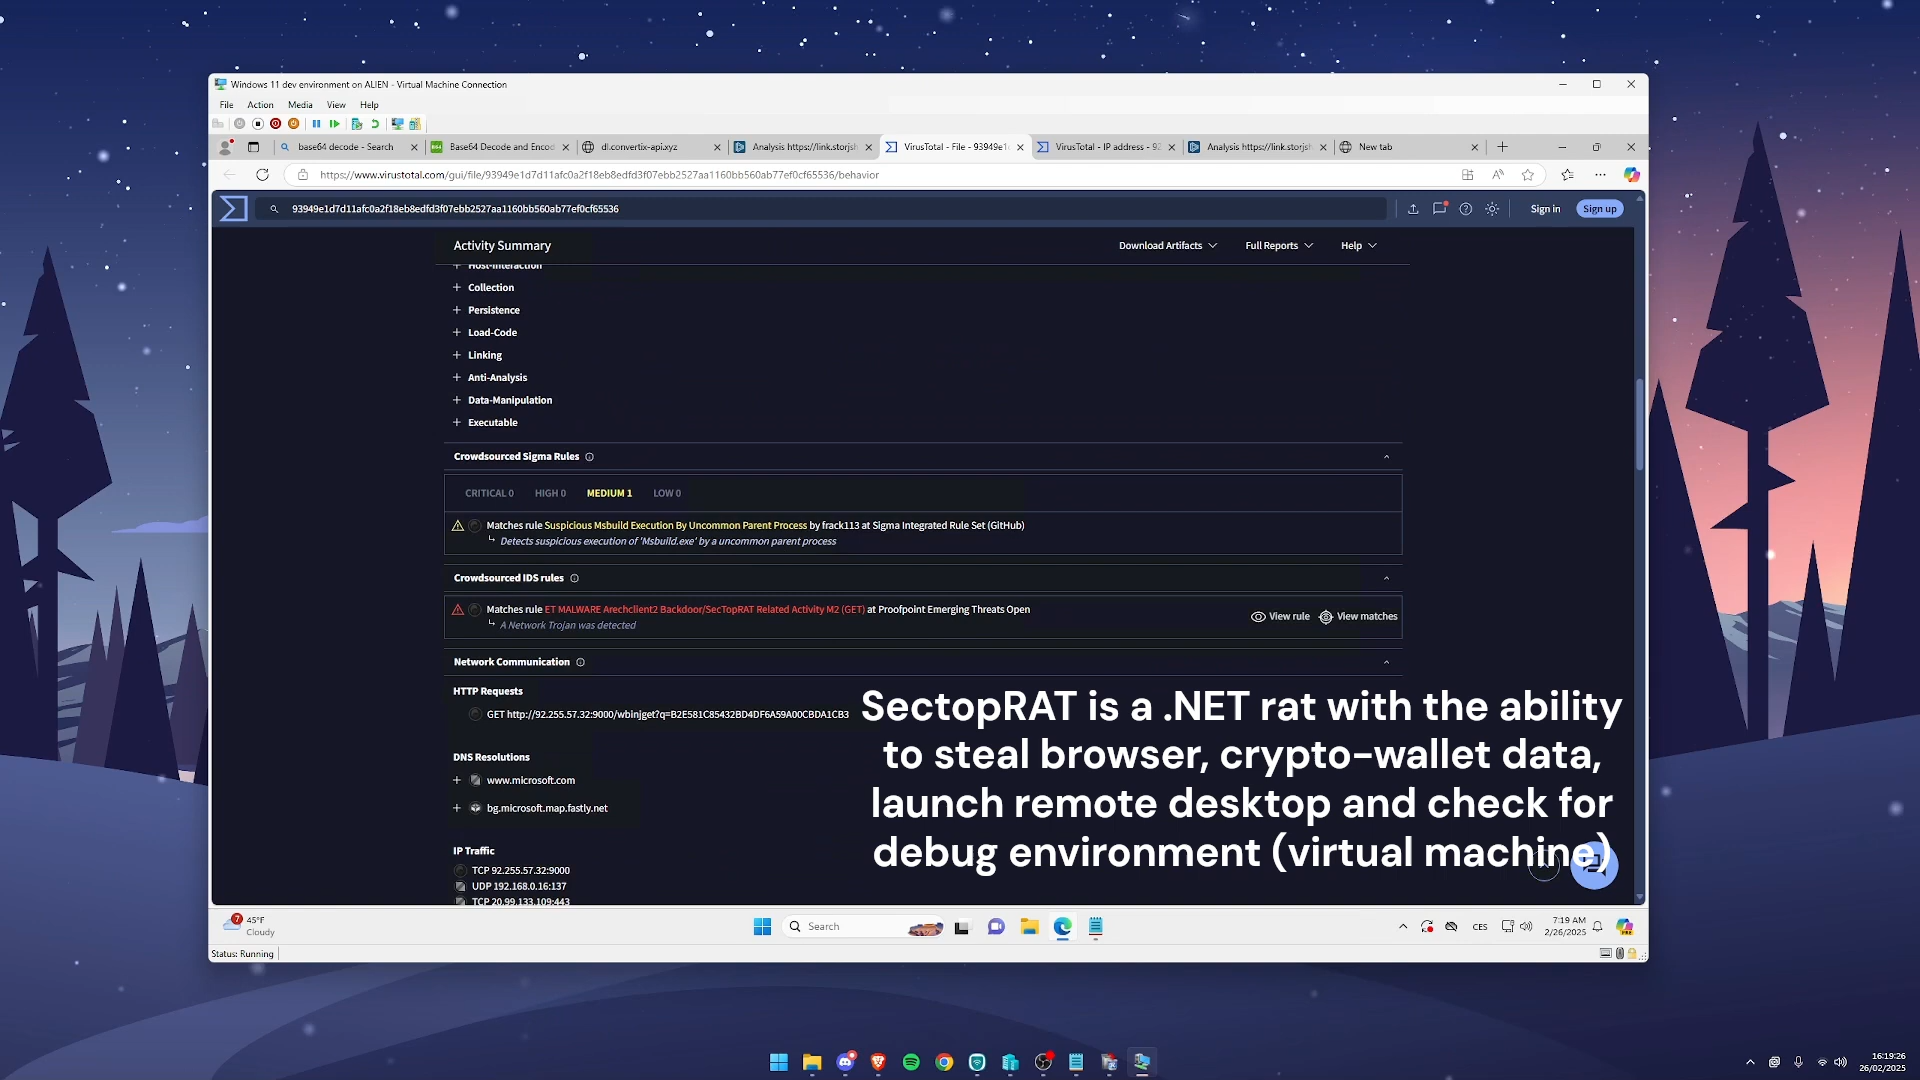 Windows 11 dev environment on ALIEN - Virtual Machine Connection
File Action Media View Help
base64 decode - Search
Base64 Decode and Encod
dl.convertix-api.xyz
Analysis https://link.storjsh
VirusTotal - File - 93949e1
VirusTotal - IP address - 92
Analysis https://link.storjsh
New tab
https://www.virustotal.com/gui/file/93949e1d7d11afc0a2f18eb8edfd3f07ebb2527aa1160bb560ab77ef0cf65536/behavior
93949e1d7d11afc0a2f18eb8edfd3f07ebb2527aa1160bb560ab77ef0cf65536
Sign in
Sign up
Activity Summary
Download Artifacts
Full Reports
Help
Host-Interaction
Collection
Persistence
Load-Code
Linking
Anti-Analysis
Data-Manipulation
Executable
Crowdsourced Sigma Rules
CRITICAL 0 HIGH 0 MEDIUM 1 LOW 0
Matches rule Suspicious Msbuild Execution By Uncommon Parent Process by frack113 at Sigma Integrated Rule Set (GitHub)
Detects suspicious execution of 'Msbuild.exe' by a uncommon parent process
Crowdsourced IDS rules
Matches rule ET MALWARE Arechclient2 Backdoor/SecTopRAT Related Activity M2 (GET) at Proofpoint Emerging Threats Open
A Network Trojan was detected
View rule
View matches
Network Communication
HTTP Requests
GET http://92.255.57.32:9000/wbinjget?q=B2E581C85432BD4DF6A59A00CBDA1CB3
DNS Resolutions
www.microsoft.com
bg.microsoft.map.fastly.net
IP Traffic
TCP 92.255.57.32:9000
UDP 192.168.0.16:137
TCP 20.99.133.109:443
SectopRAT is a .NET rat with the ability
to steal browser, crypto-wallet data,
launch remote desktop and check for
debug environment (virtual machine)
7
45°F
Cloudy
Search
CES
7:19 AM
2/26/2025
Status: Running
16:19:26
26/02/2025